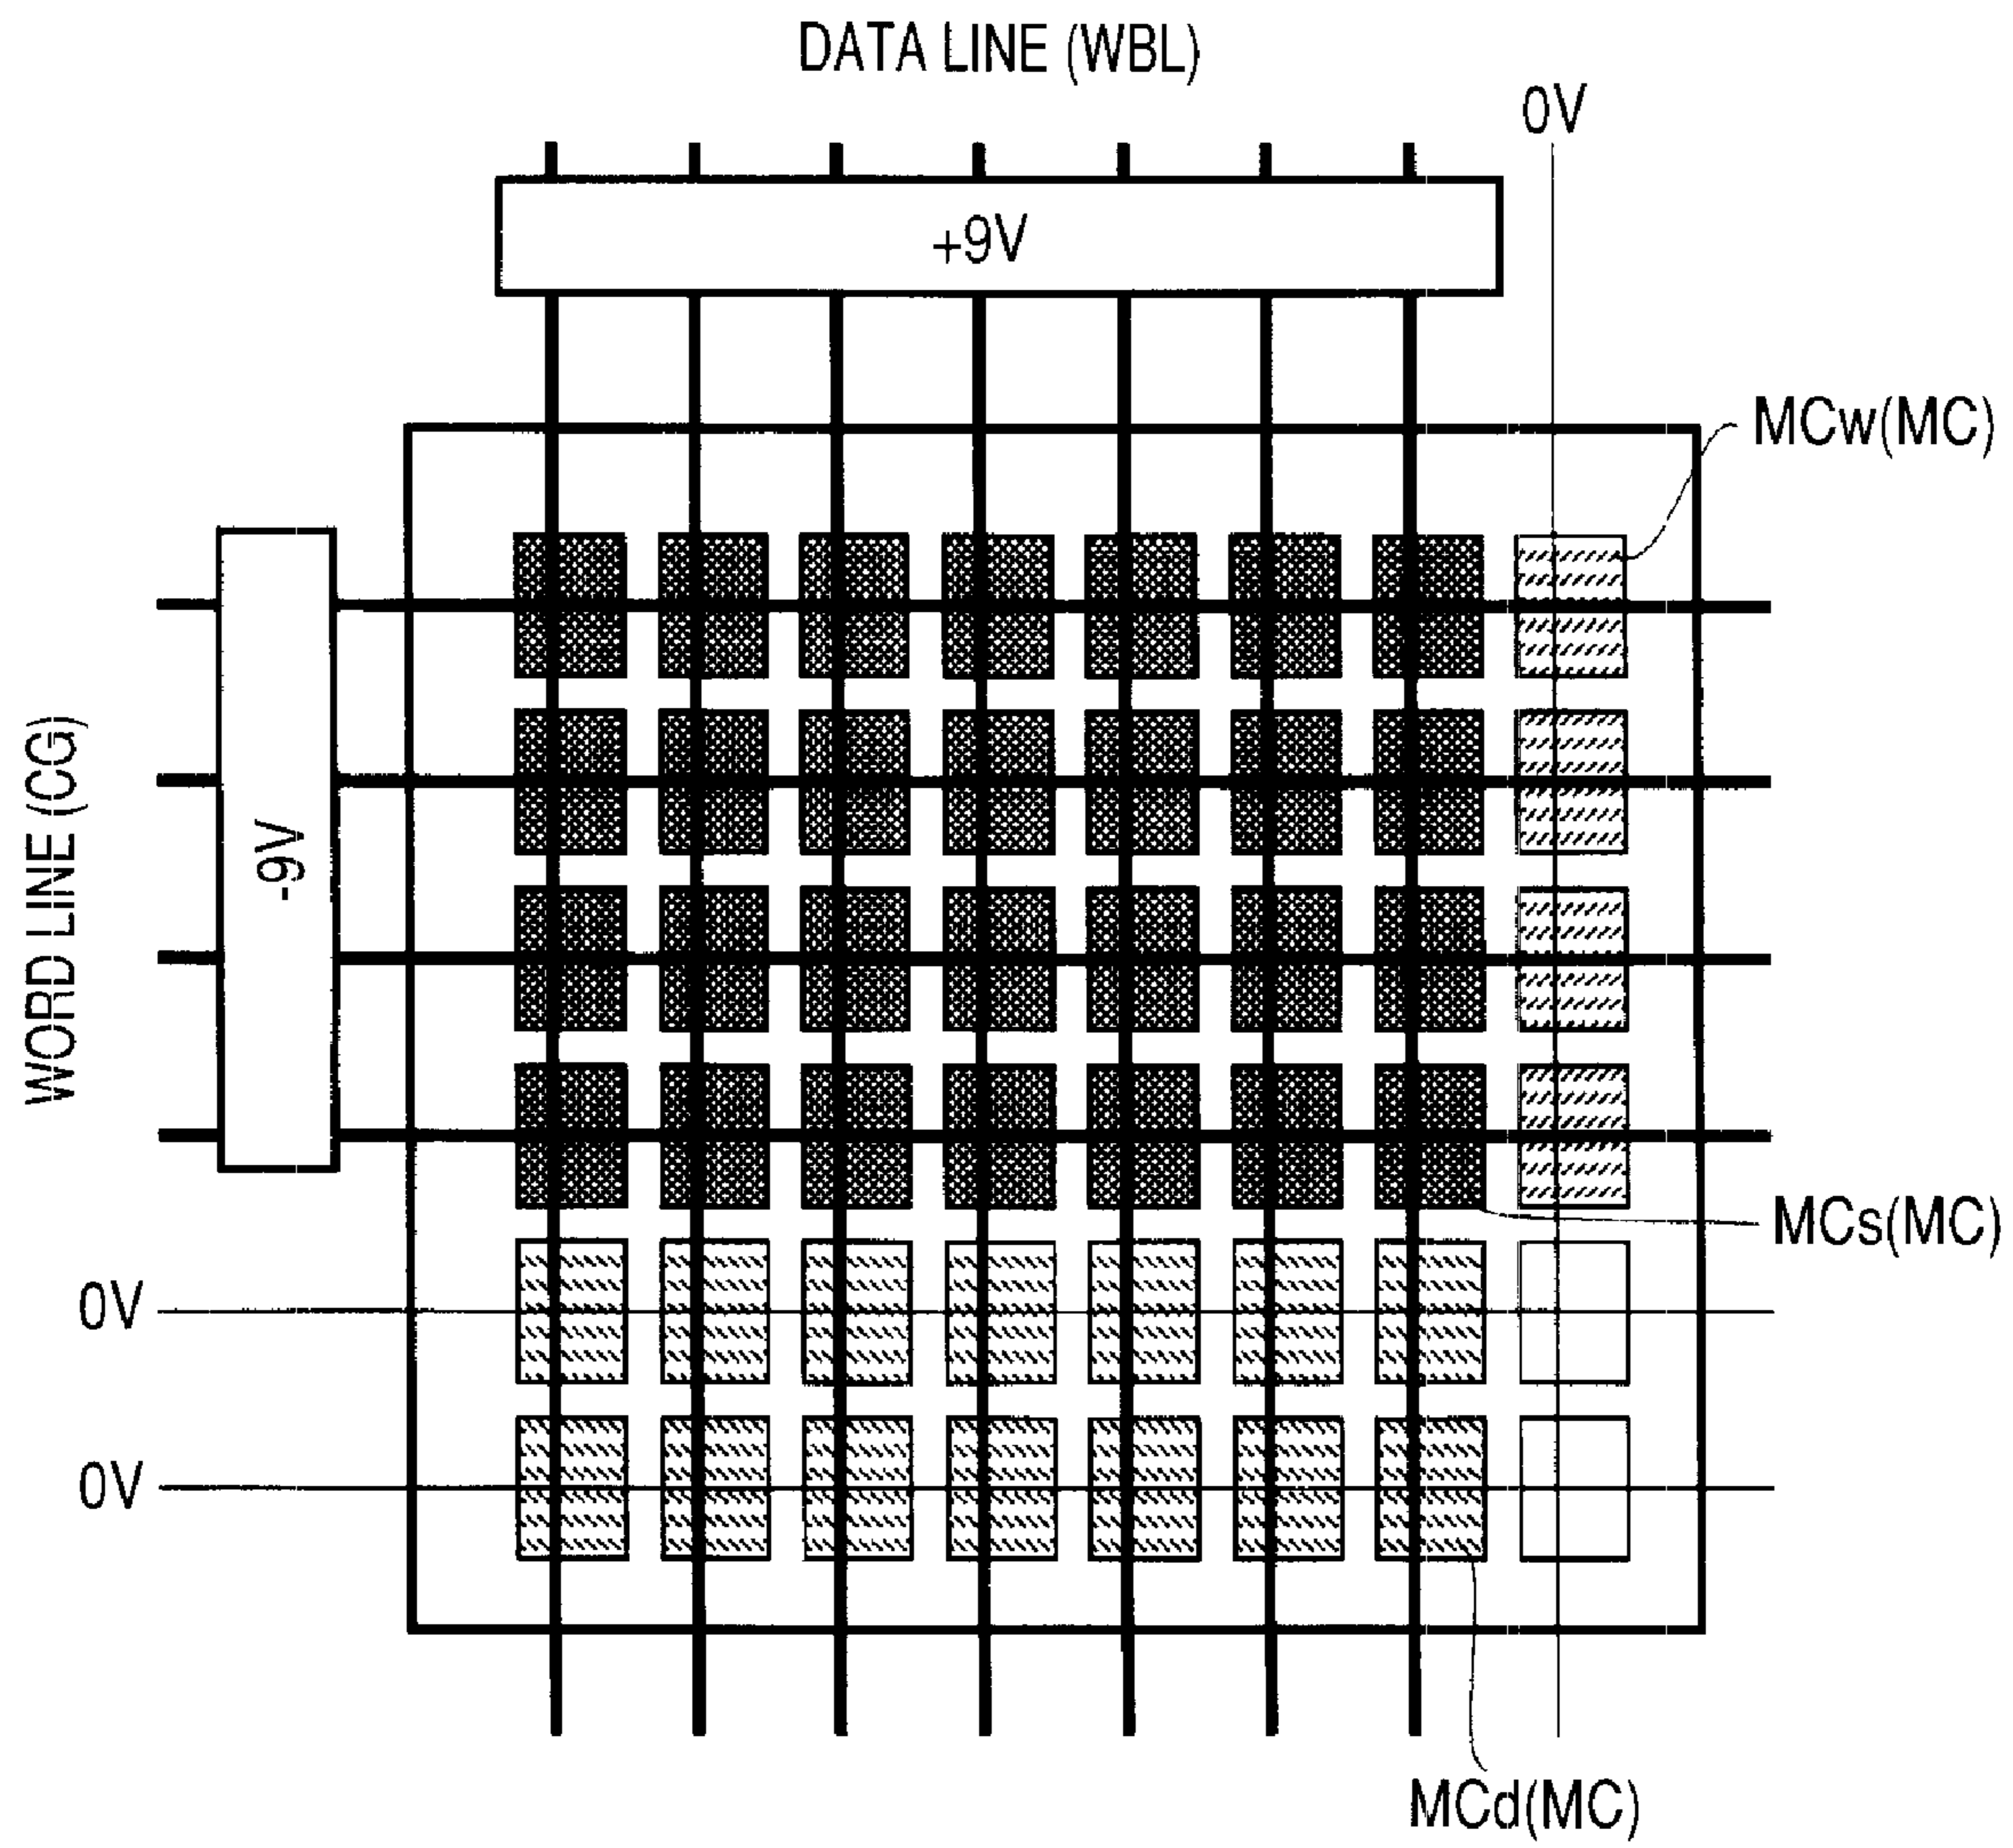 DATA LINE (WBL)
0V
+9V
MCw(MC)
WORD LINE (CG)
-9V
MCs(MC)
0V
0V
MCd(MC)